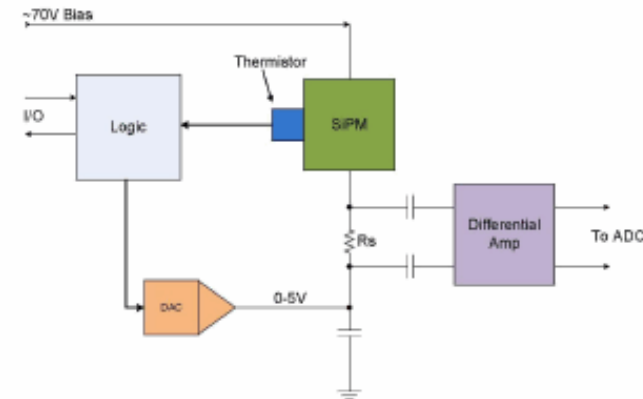 ~70V Bias
Thermistor
I/O
Logic
SiPM
Differential
Amp
To ADC
Rs
DAC
0-5V